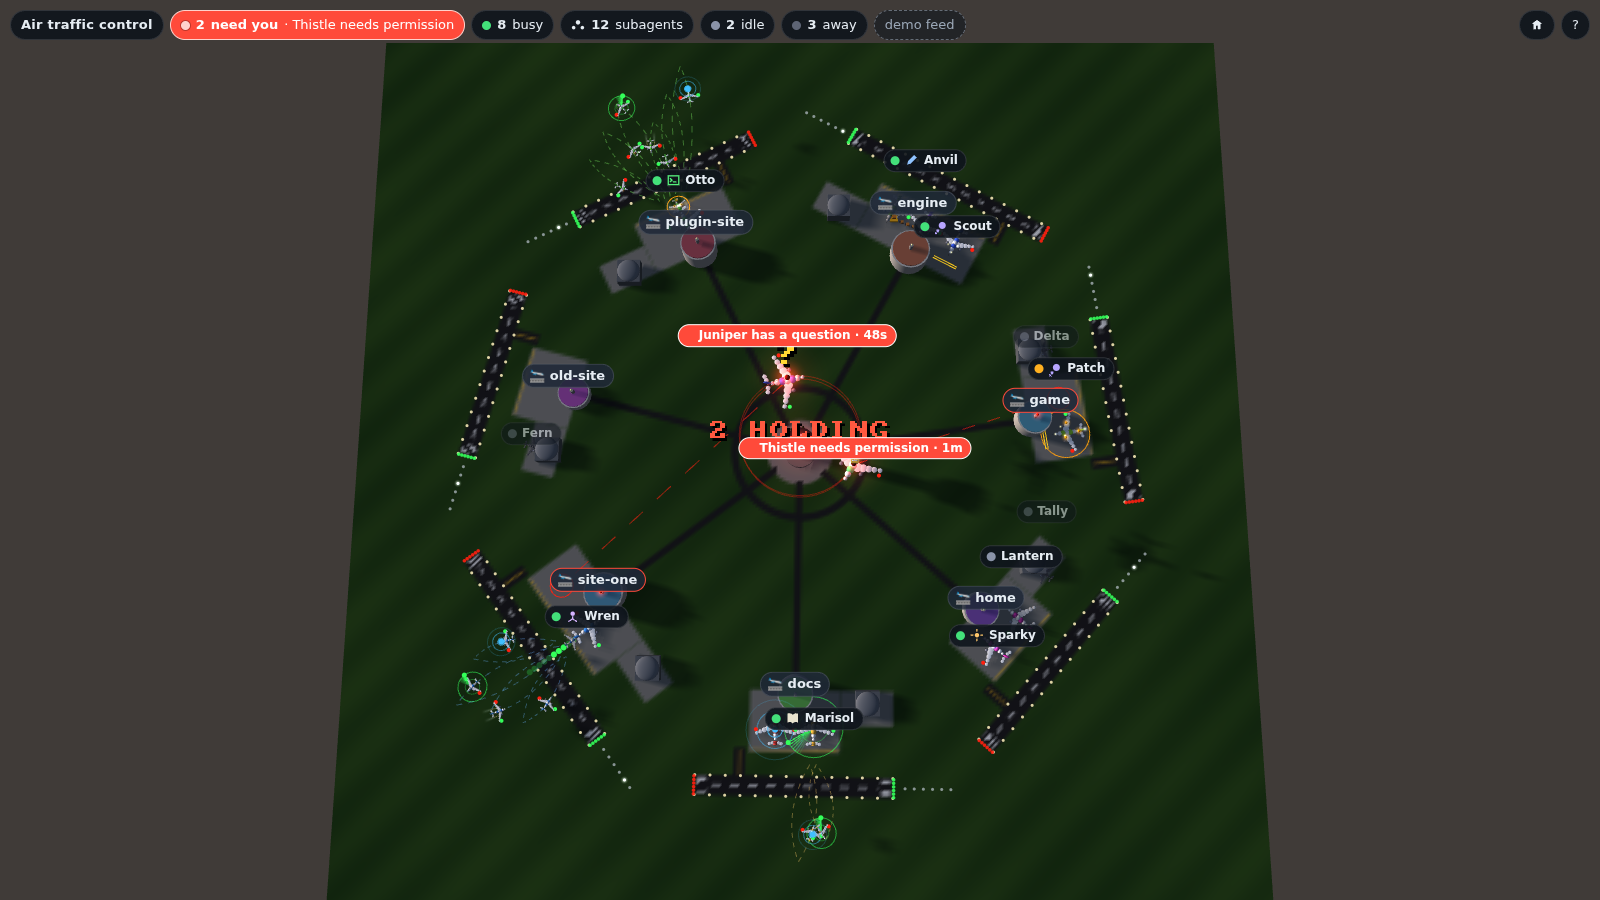 Air traffic control
2 need you · Thistle needs permission
8 busy
12 subagents
2 idle
3 away
demo feed
?
Otto
plugin-site
Anvil
engine
Scout
Juniper has a question · 48s
Delta
Patch
game
old-site
Fern
2 HOLDING
Thistle needs permission · 1m
Tally
Lantern
site-one
home
Wren
Sparky
docs
Marisol